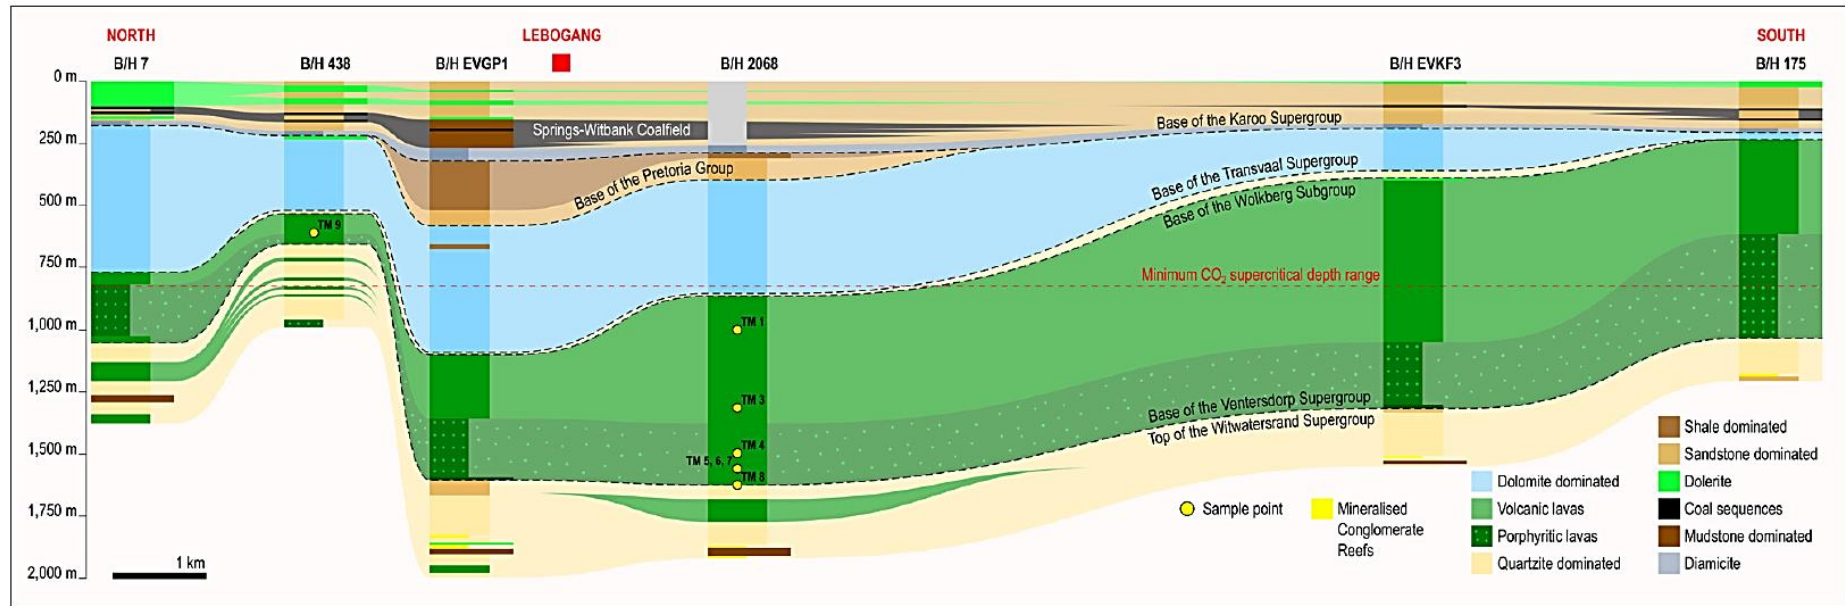 NORTH
LEBOGANG
SOUTH
B/H 7
B/H 438
B/H EVGP1
B/H 2068
B/H EVKF3
B/H 175
0 m
250 m
500 m
750 m
1,000 m
1,250 m
1,500 m
1,750 m
2,000 m
Springs-Witbank Coalfield
Base of the Karoo Supergroup
Base of the Pretoria Group
Base of the Transvaal Supergroup
Base of the Wolkberg Subgroup
TM 9
Minimum CO₂ supercritical depth range
TM 1
TM 3
TM 4
TM 5, 6, 7
TM 8
Base of the Ventersdorp Supergroup
Top of the Witwatersrand Supergroup
1 km
Sample point
Mineralised
Conglomerate
Reefs
Dolomite dominated
Volcanic lavas
Porphyritic lavas
Quartzite dominated
Shale dominated
Sandstone dominated
Dolerite
Coal sequences
Mudstone dominated
Diamicite